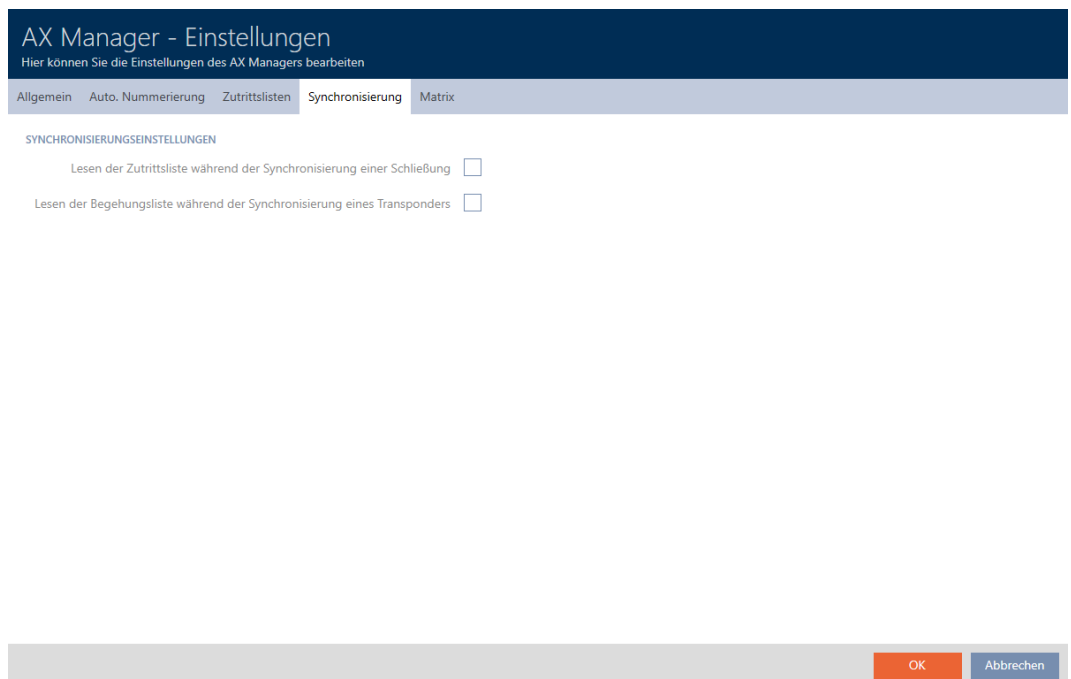 AX Manager - Einstellungen
Hier können Sie die Einstellungen des AX Managers bearbeiten
Allgemein Auto. Nummerierung Zutrittslisten Synchronisierung Matrix
SYNCHRONISIERUNGSEINSTELLUNGEN
Lesen der Zutrittsliste während der Synchronisierung einer Schließung
Lesen der Begehungsliste während der Synchronisierung eines Transponders
OK Abbrechen